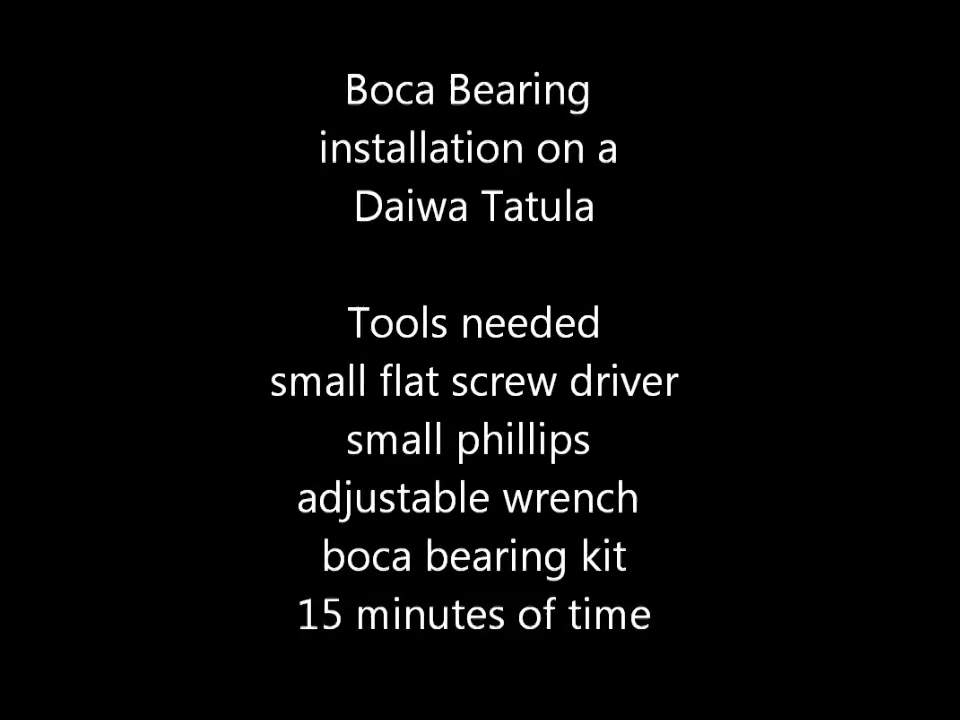 Boca Bearing
installation on a
Daiwa Tatula
Tools needed
small flat screw driver
small phillips
adjustable wrench
boca bearing kit
15 minutes of time